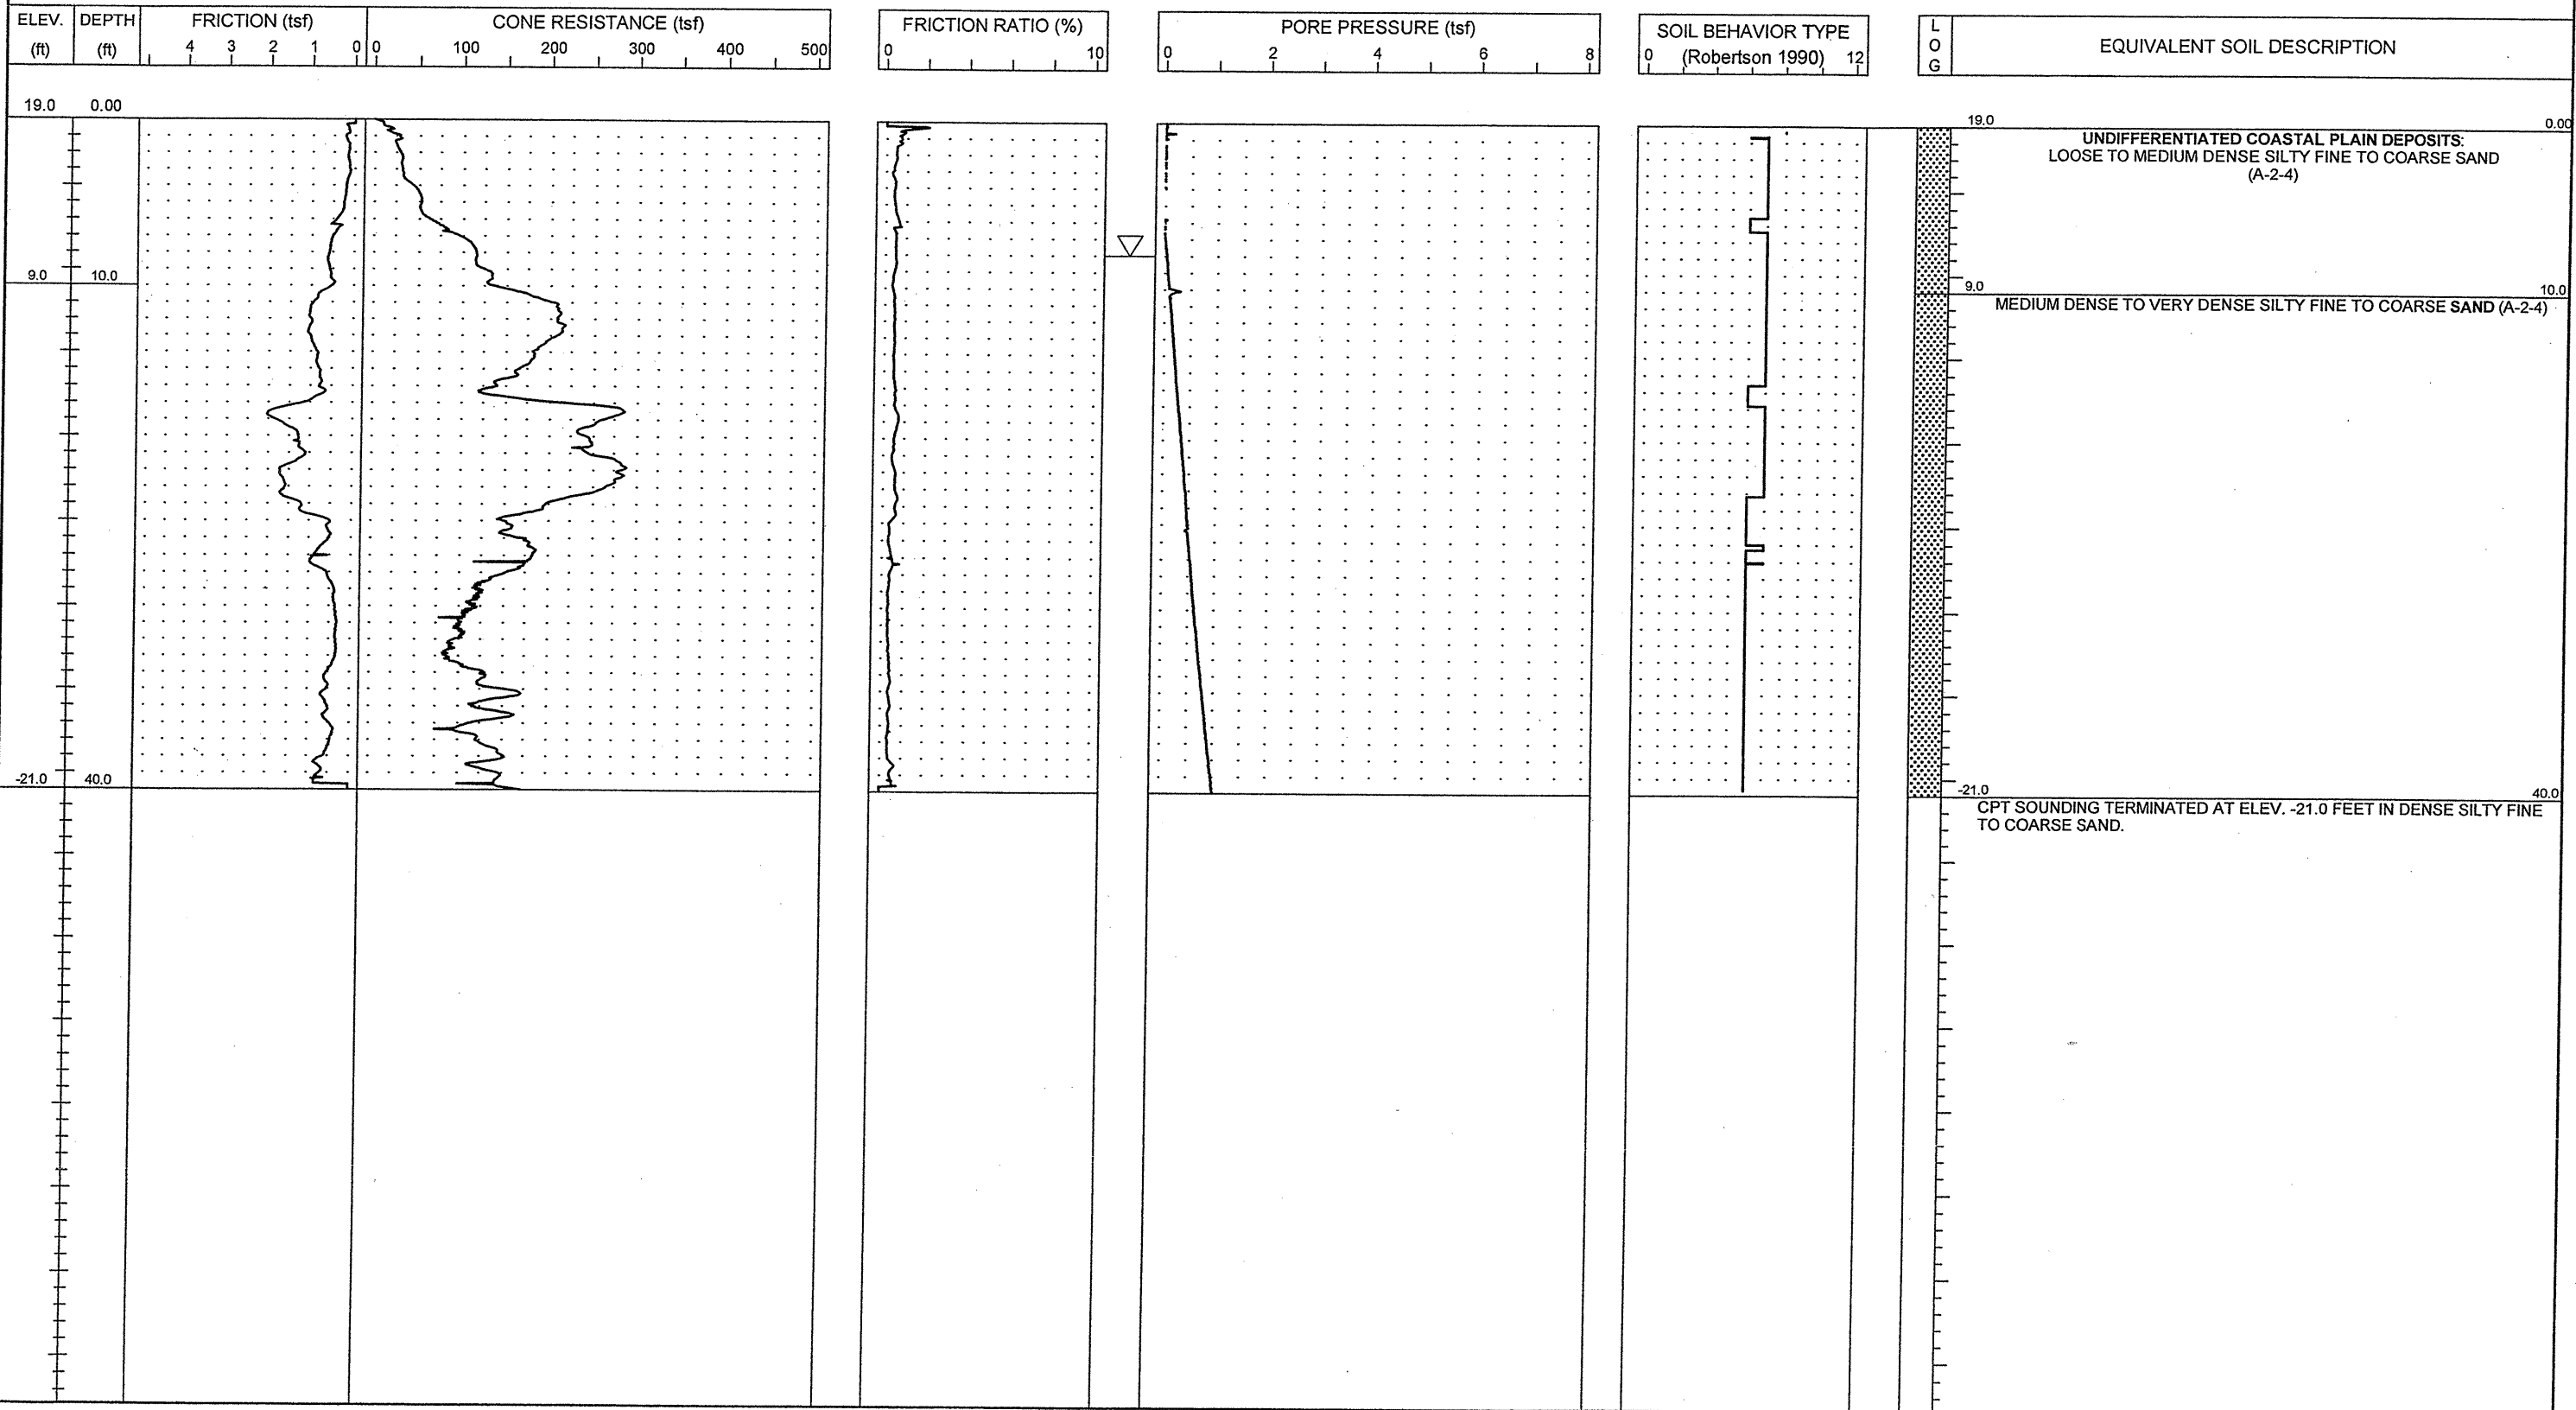 ELEV. DEPTH FRICTION (tsf) CONE RESISTANCE (tsf) FRICTION RATIO (%) PORE PRESSURE (tsf) SOIL BEHAVIOR TYPE L
(ft) (ft) 4 3 2 1 0 0 100 200 300 400 500 0 10 0 2 4 6 8 0 (Robertson 1990) 12 O EQUIVALENT SOIL DESCRIPTION
G
19.0 0.00
19.0 0.00
UNDIFFERENTIATED COASTAL PLAIN DEPOSITS:
LOOSE TO MEDIUM DENSE SILTY FINE TO COARSE SAND
(A-2-4)
9.0 10.0
9.0 10.0
MEDIUM DENSE TO VERY DENSE SILTY FINE TO COARSE SAND (A-2-4)
-21.0 40.0
-21.0 40.0
CPT SOUNDING TERMINATED AT ELEV. -21.0 FEET IN DENSE SILTY FINE
TO COARSE SAND.